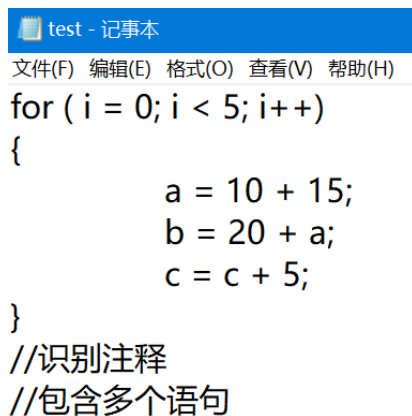 test - 记事本
文件(F) 编辑(E) 格式(O) 查看(V) 帮助(H)
for ( i = 0; i < 5; i++)
{
a = 10 + 15;
b = 20 + a;
c = c + 5;
}
//识别注释
//包含多个语句